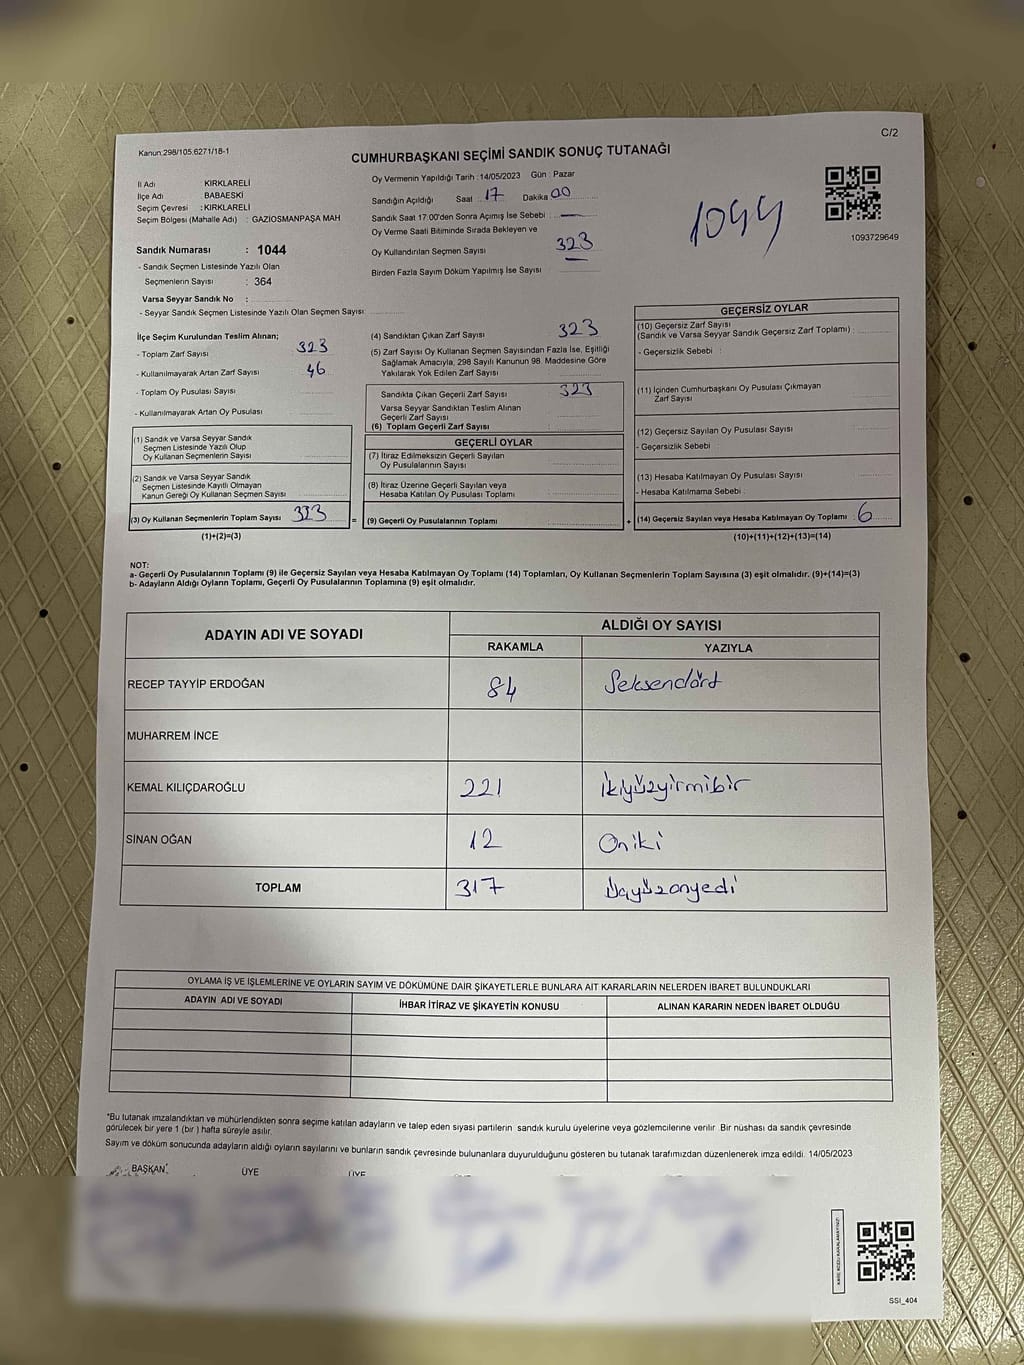 C/2
Kanun.298/105.6271/18-1
CUMHURBAŞKANI SEÇİMİ SANDIK SONUÇ TUTANAĞI
İl Adı KIRKLARELİ
İlçe Adı BABAESKİ
Seçim Çevresi : KIRKLARELİ
Seçim Bölgesi (Mahalle Adı) : GAZİOSMANPAŞA MAH
Sandık Numarası : 1044
- Sandık Seçmen Listesinde Yazılı Olan
Seçmenlerin Sayısı : 364
Varsa Seyyar Sandık No :
- Seyyar Sandık Seçmen Listesinde Yazılı Olan Seçmen Sayısı
Oy Vermenin Yapıldığı Tarih : 14/05/2023 Gün : Pazar
Sandığın Açıldığı Saat 17 Dakika 00
Sandık Saat 17:00'den Sonra Açımış İse Sebebi :
Oy Verme Saati Bitiminde Sırada Bekleyen ve
Oy Kullandırılan Seçmen Sayısı 323
Birden Fazla Sayım Döküm Yapılmış İse Sayısı
1044
1093729649
İlçe Seçim Kurulundan Teslim Alınan;
- Toplam Zarf Sayısı 323
- Kullanılmayarak Artan Zarf Sayısı 46
- Toplam Oy Pusulası Sayısı
- Kullanılmayarak Artan Oy Pusulası
(1) Sandık ve Varsa Seyyar Sandık
Seçmen Listesinde Yazılı Olup
Oy Kullanan Seçmenlerin Sayısı
(2) Sandık ve Varsa Seyyar Sandık
Seçmen Listesinde Kayıtlı Olmayan
Kanun Gereği Oy Kullanan Seçmen Sayısı
(3) Oy Kullanan Seçmenlerin Toplam Sayısı 323 =
(1)+(2)=(3)
(4) Sandıktan Çıkan Zarf Sayısı 323
(5) Zarf Sayısı Oy Kullanan Seçmen Sayısından Fazla İse, Eşitliği
Sağlamak Amacıyla, 298 Sayılı Kanunun 98. Maddesine Göre
Yakılarak Yok Edilen Zarf Sayısı
Sandıkta Çıkan Geçerli Zarf Sayısı 323
Varsa Seyyar Sandıktan Teslim Alınan
Geçerli Zarf Sayısı
(6) Toplam Geçerli Zarf Sayısı
GEÇERLİ OYLAR
(7) İtiraz Edilmeksizin Geçerli Sayılan
Oy Pusulalarının Sayısı
(8) İtiraz Üzerine Geçerli Sayılan veya
Hesaba Katılan Oy Pusulası Toplamı
(9) Geçerli Oy Pusulalarının Toplamı +
GEÇERSİZ OYLAR
(10) Geçersiz Zarf Sayısı
(Sandık ve Varsa Seyyar Sandık Geçersiz Zarf Toplamı)
- Geçersizlik Sebebi :
(11) İçinden Cumhurbaşkanı Oy Pusulası Çıkmayan
Zarf Sayısı
(12) Geçersiz Sayılan Oy Pusulası Sayısı
- Geçersizlik Sebebi
(13) Hesaba Katılmayan Oy Pusulası Sayısı
- Hesaba Katılmama Sebebi
(14) Geçersiz Sayılan veya Hesaba Katılmayan Oy Toplamı 6
(10)+(11)+(12)+(13)=(14)
NOT:
a- Geçerli Oy Pusulalarının Toplamı (9) ile Geçersiz Sayılan veya Hesaba Katılmayan Oy Toplamı (14) Toplamları, Oy Kullanan Seçmenlerin Toplam Sayısına (3) eşit olmalıdır. (9)+(14)=(3)
b- Adayların Aldığı Oyların Toplamı, Geçerli Oy Pusulalarının Toplamına (9) eşit olmalıdır.
ADAYIN ADI VE SOYADI ALDIĞI OY SAYISI
RAKAMLA YAZIYLA
RECEP TAYYİP ERDOĞAN 84 Seksendört
MUHARREM İNCE
KEMAL KILIÇDAROĞLU 221 İkiyüzyirmibir
SİNAN OĞAN 12 Oniki
TOPLAM 317 Üçyüzonyedi
OYLAMA İŞ VE İŞLEMLERİNE VE OYLARIN SAYIM VE DÖKÜMÜNE DAİR ŞİKAYETLERLE BUNLARA AİT KARARLARIN NELERDEN İBARET BULUNDUKLARI
ADAYIN ADI VE SOYADI İHBAR İTİRAZ VE ŞİKAYETİN KONUSU ALINAN KARARIN NEDEN İBARET OLDUĞU
*Bu tutanak imzalandıktan ve mühürlendikten sonra seçime katılan adayların ve talep eden siyasi partilerin sandık kurulu üyelerine veya gözlemcilerine verilir Bir nüshası da sandık çevresinde
görülecek bir yere 1 (bir ) hafta süreyle asılır.
Sayım ve döküm sonucunda adayların aldığı oyların sayılarını ve bunların sandık çevresinde bulunanlara duyurulduğunu gösteren bu tutanak tarafımızdan düzenlenerek imza edildi. 14/05/2023
BAŞKAN ÜYE ÜYE
SSI_404